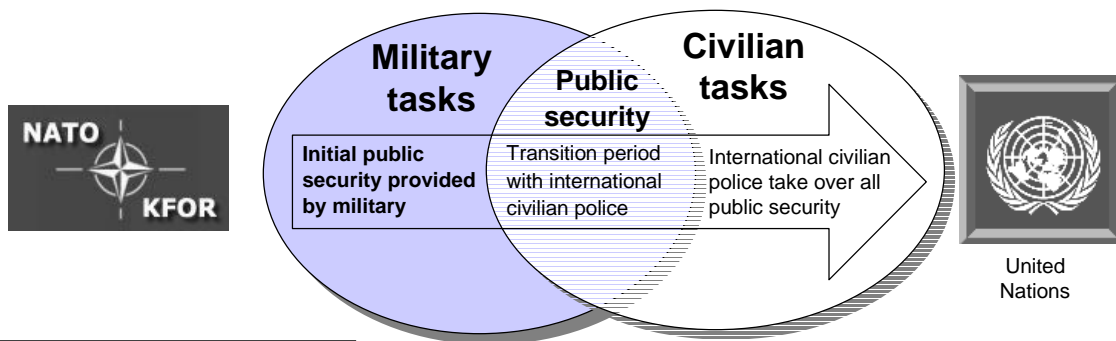 Military
tasks
Civilian
tasks
Public
security
NATO
KFOR
Initial public
security provided
by military
Transition period
with international
civilian police
International civilian
police take over all
public security
United
Nations